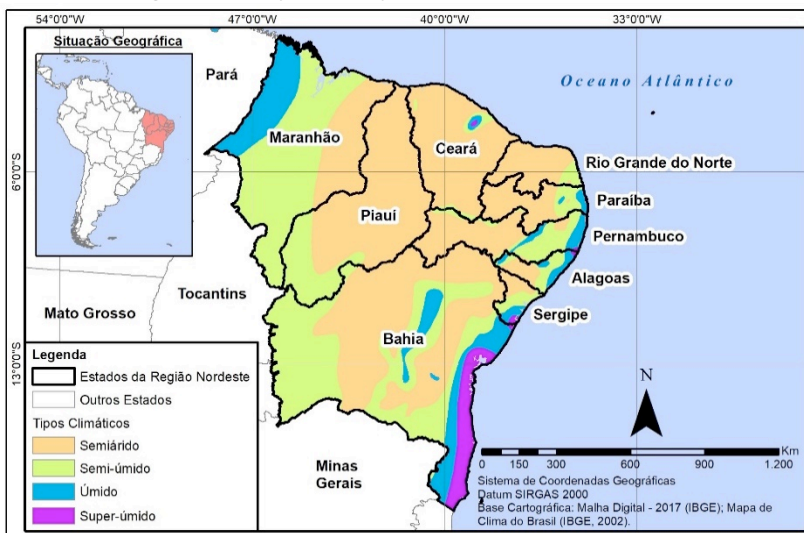 54°0'0"W
47°0'0"W
40°0'0"W
33°0'0"W
Situação Geográfica
Pará
Oceano Atlântico
Maranhão
Ceará
Rio Grande do Norte
6°0'0"S
Paraíba
Piauí
Pernambuco
Alagoas
Tocantins
Mato Grosso
Sergipe
Bahia
13°0'0"S
Legenda
Estados da Região Nordeste
Outros Estados
Tipos Climáticos
Semiárido
Semi-úmido
Úmido
Super-úmido
Minas
Gerais
N
Km
0 150 300 600 900 1.200
Sistema de Coordenadas Geográficas
Datum SIRGAS 2000
Base Cartográfica: Malha Digital - 2017 (IBGE); Mapa de
Clima do Brasil (IBGE, 2002).